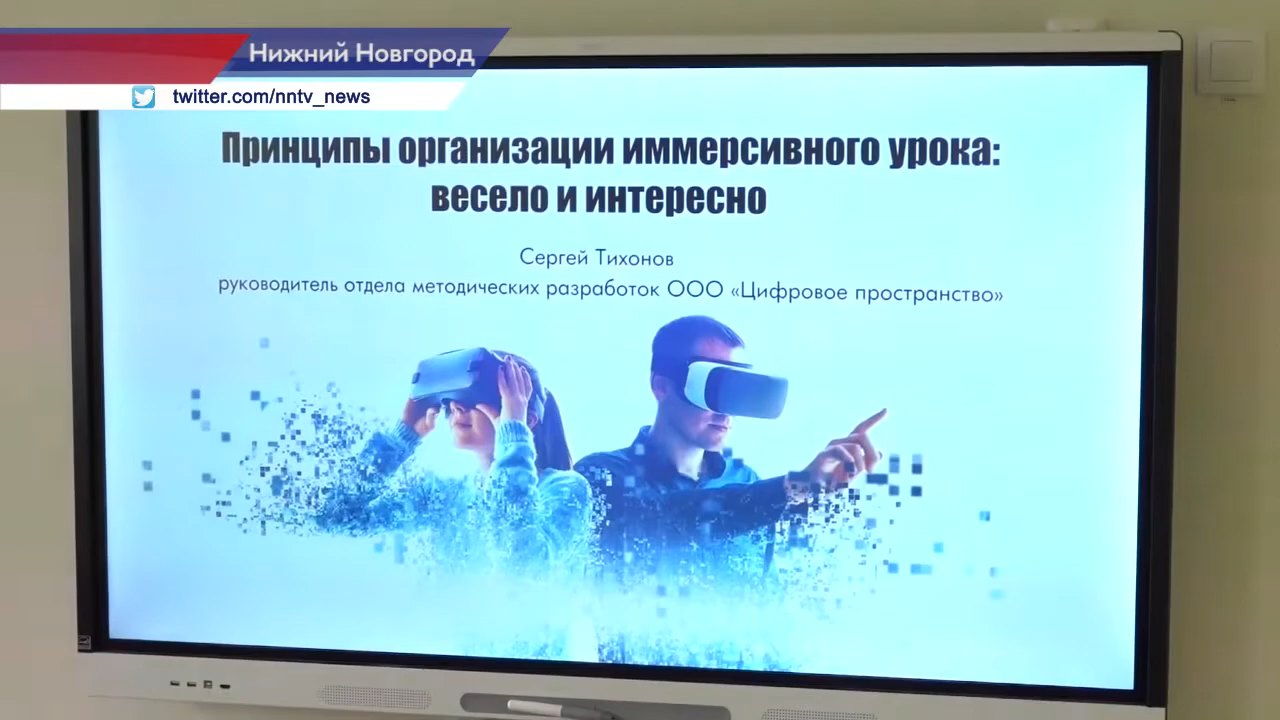 Нижний Новгород
twitter.com/nntv_news
Принципы организации иммерсивного урока:
весело и интересно
Сергей Тихонов
руководитель отдела методических разработок ООО «Цифровое пространство»